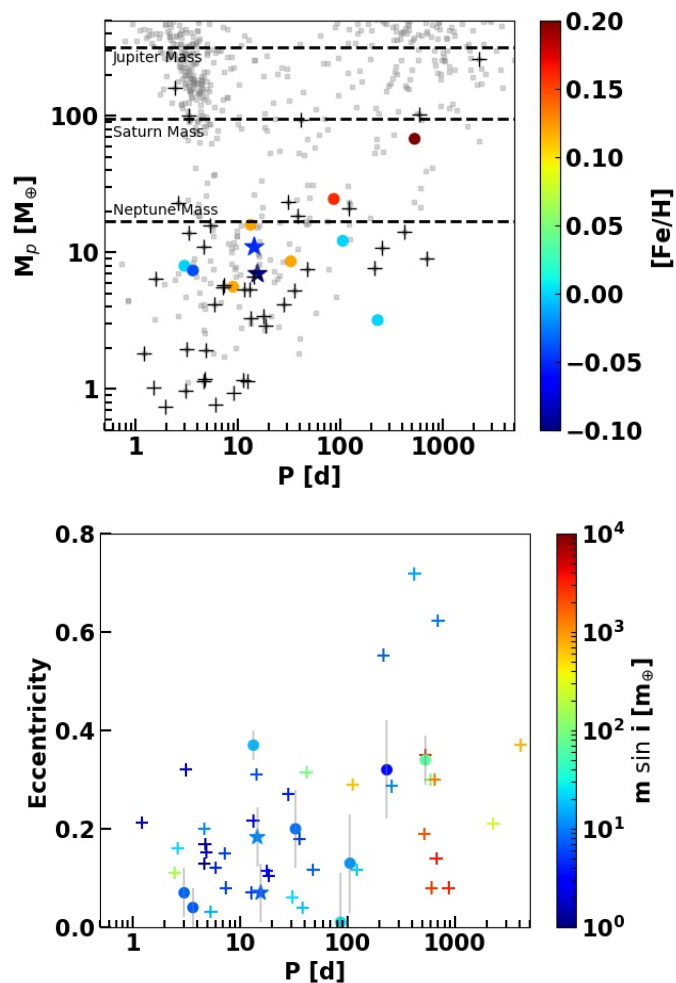 Jupiter Mass
Saturn Mass
Neptune Mass
100
10
1
M_p [M_⊕]
1 10 100 1000
P [d]
0.20
0.15
0.10
0.05
0.00
−0.05
−0.10
[Fe/H]
0.8
0.6
0.4
0.2
0.0
Eccentricity
1 10 100 1000
P [d]
10^4
10^3
10^2
10^1
10^0
m sin i [m_⊕]